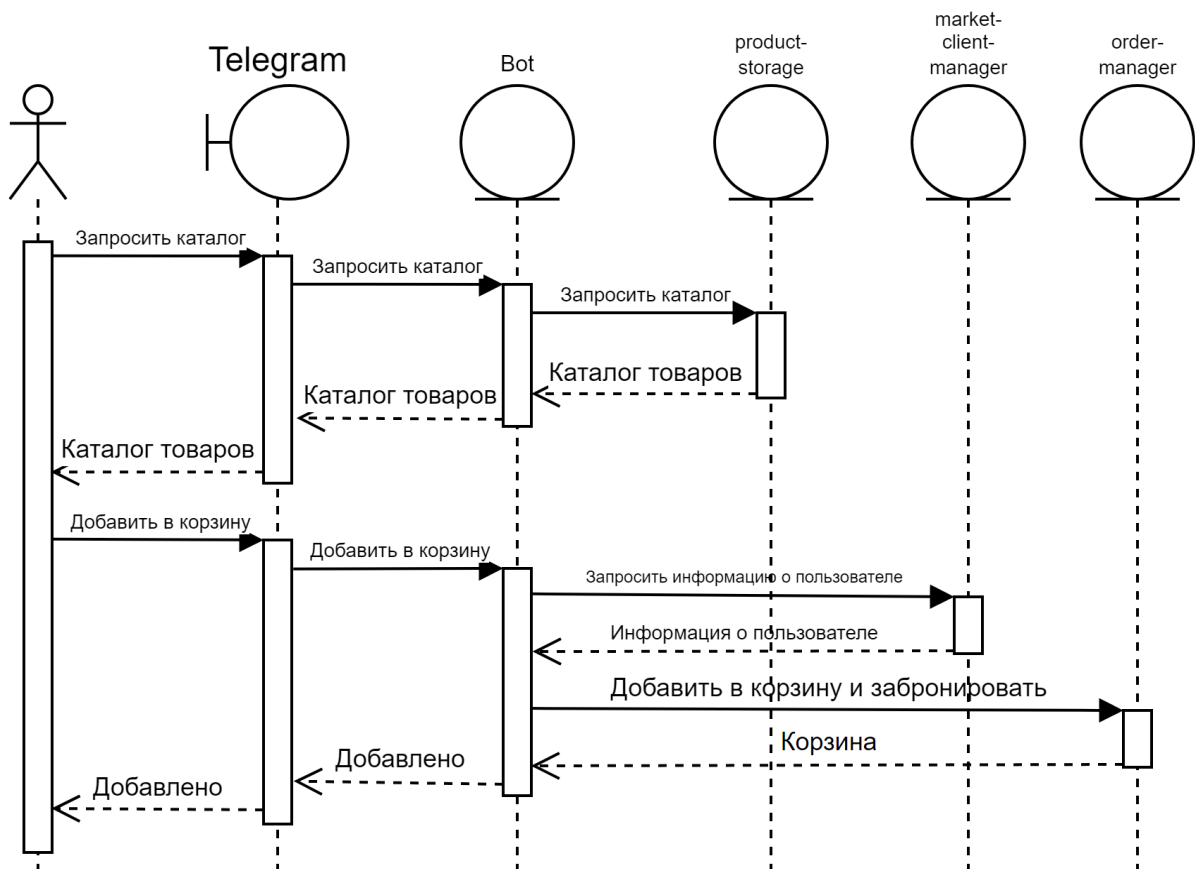 Telegram
Bot
product-
storage
market-
client-
manager
order-
manager
Запросить каталог
Запросить каталог
Запросить каталог
Каталог товаров
Каталог товаров
Каталог товаров
Добавить в корзину
Добавить в корзину
Запросить информацию о пользователе
Информация о пользователе
Добавить в корзину и забронировать
Корзина
Добавлено
Добавлено